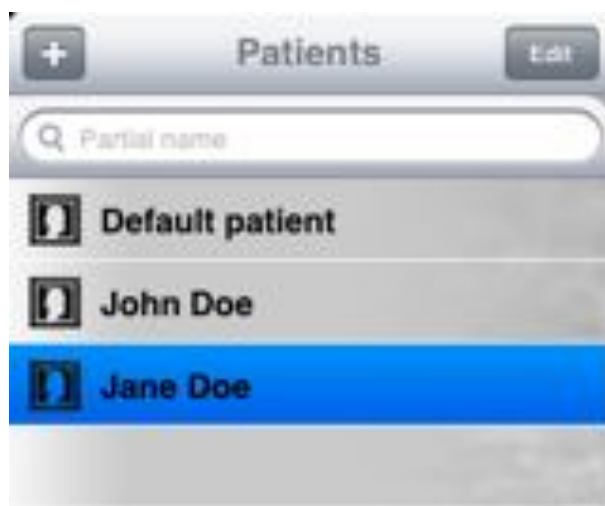 + Patients Edit
Partial name
Default patient
John Doe
Jane Doe